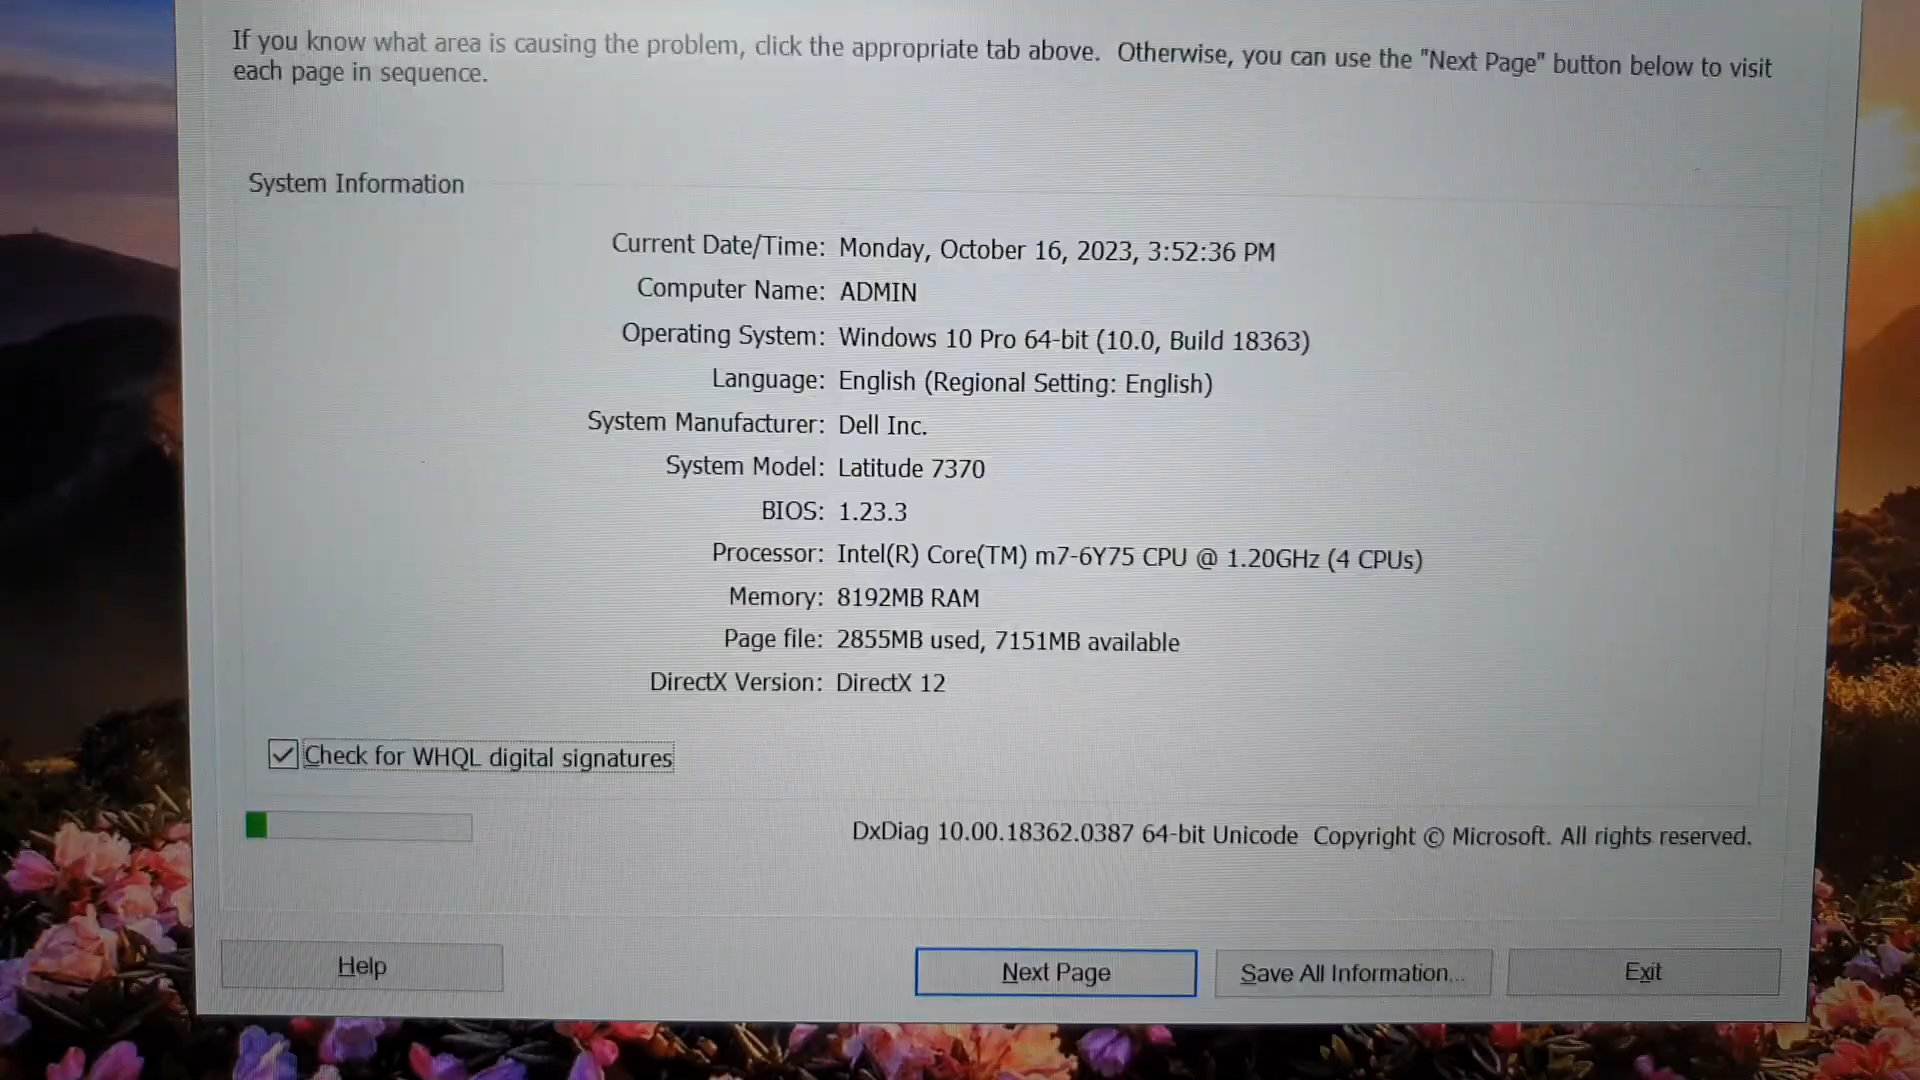 If you know what area is causing the problem, click the appropriate tab above.  Otherwise, you can use the "Next Page" button below to visit
each page in sequence.
System Information
Current Date/Time: Monday, October 16, 2023, 3:52:36 PM
Computer Name: ADMIN
Operating System: Windows 10 Pro 64-bit (10.0, Build 18363)
Language: English (Regional Setting: English)
System Manufacturer: Dell Inc.
System Model: Latitude 7370
BIOS: 1.23.3
Processor: Intel(R) Core(TM) m7-6Y75 CPU @ 1.20GHz (4 CPUs)
Memory: 8192MB RAM
Page file: 2855MB used, 7151MB available
DirectX Version: DirectX 12
Check for WHQL digital signatures
DxDiag 10.00.18362.0387 64-bit Unicode  Copyright © Microsoft. All rights reserved.
Help Next Page Save All Information... Exit